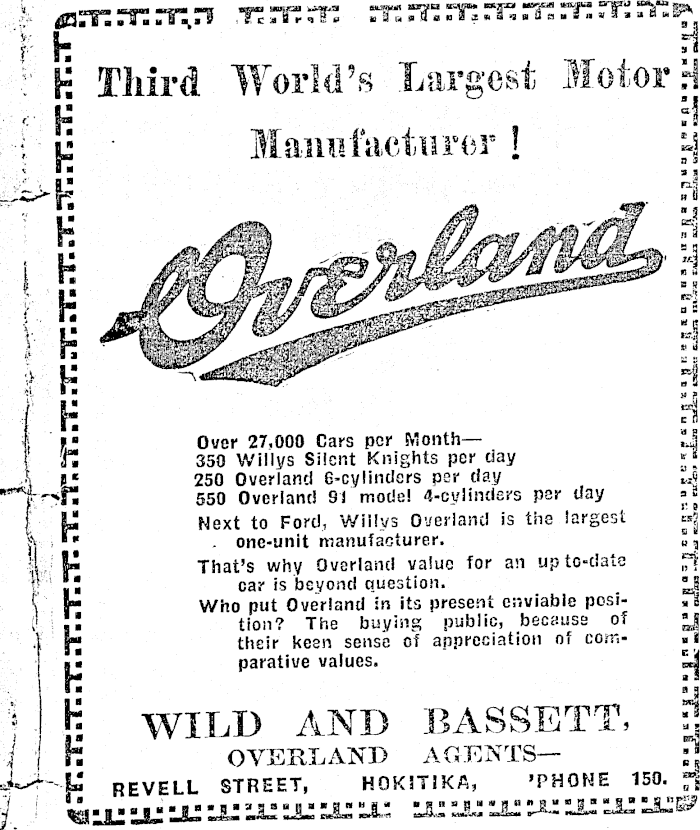 Third World's Largest Motor
Manufacturer !
Overland
Over 27,000 Cars per Month—
350 Willys Silent Knights per day
250 Overland 6-cylinders per day
550 Overland 91 model 4-cylinders per day
Next to Ford, Willys Overland is the largest
one-unit manufacturer.
That's why Overland value for an up to-date
car is beyond question.
Who put Overland in its present enviable posi-
tion? The buying public, because of
their keen sense of appreciation of com-
parative values.
WILD AND BASSETT,
OVERLAND AGENTS—
REVELL STREET, HOKITIKA, 'PHONE 150.